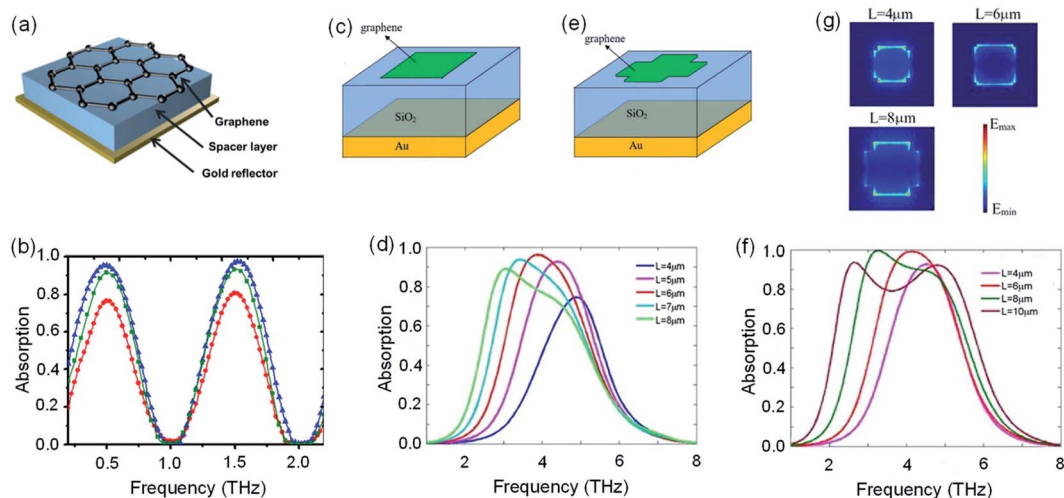 (a)
Graphene
Spacer layer
Gold reflector
(c)
graphene
SiO₂
Au
(e)
graphene
SiO₂
Au
(g)
L=4μm
L=6μm
L=8μm
Emax
Emin
(b)
Absorption
1.0
0.8
0.6
0.4
0.2
0.0
0.5
1.0
1.5
2.0
Frequency (THz)
(d)
Absorption
1.0
0.8
0.6
0.4
0.2
0.0
L=4μm
L=5μm
L=6μm
L=7μm
L=8μm
2
4
6
8
Frequency (THz)
(f)
Absorption
1.0
0.8
0.6
0.4
0.2
0.0
L=4μm
L=6μm
L=8μm
L=10μm
2
4
6
8
Frequency (THz)